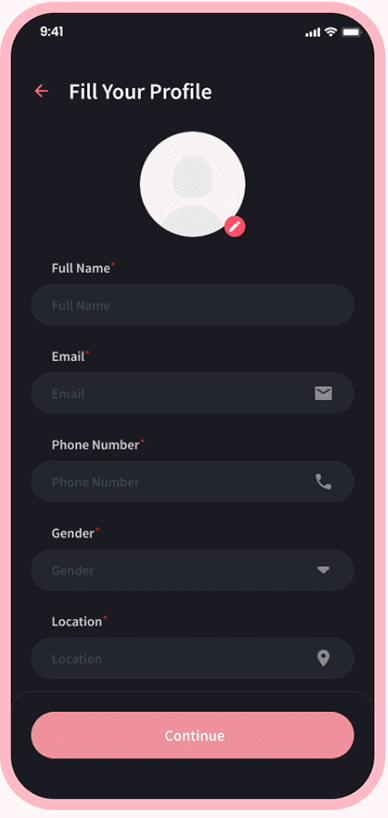 9:41
Fill Your Profile
Full Name*
Full Name
Email*
Email
Phone Number*
Phone Number
Gender*
Gender
Location*
Location
Continue